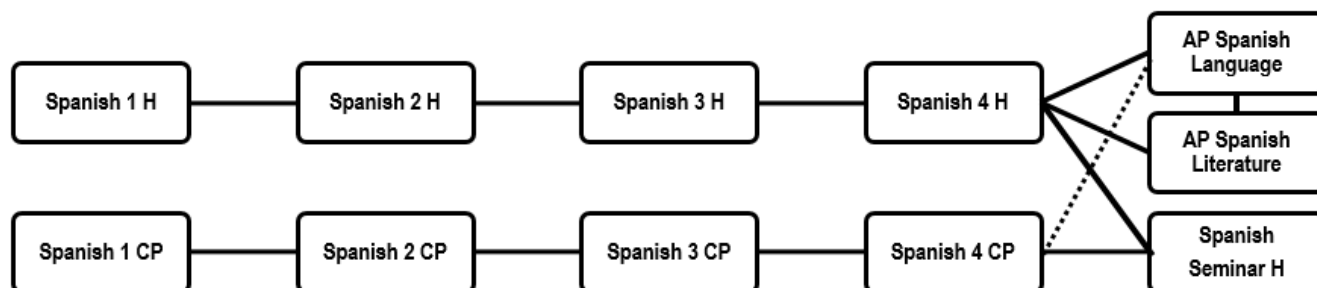 Spanish 1 H
Spanish 2 H
Spanish 3 H
Spanish 4 H
AP Spanish
Language
AP Spanish
Literature
Spanish 1 CP
Spanish 2 CP
Spanish 3 CP
Spanish 4 CP
Spanish
Seminar H